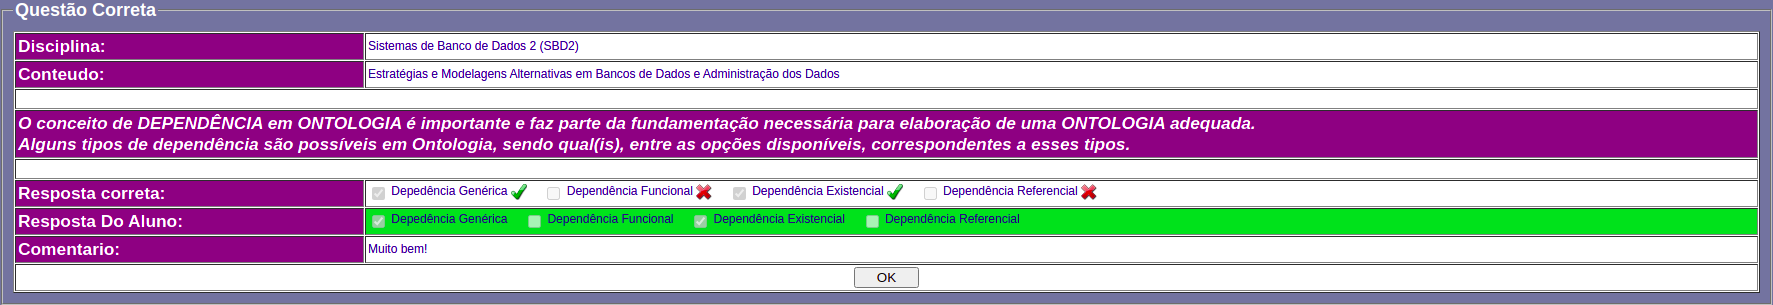 Questão Correta
Disciplina: Sistemas de Banco de Dados 2 (SBD2)
Conteudo: Estratégias e Modelagens Alternativas em Bancos de Dados e Administração dos Dados
O conceito de DEPENDÊNCIA em ONTOLOGIA é importante e faz parte da fundamentação necessária para elaboração de uma ONTOLOGIA adequada.
Alguns tipos de dependência são possíveis em Ontologia, sendo qual(is), entre as opções disponíveis, correspondentes a esses tipos.
Resposta correta: Depedência Genérica Dependência Funcional Dependência Existencial Dependência Referencial
Resposta Do Aluno: Depedência Genérica Dependência Funcional Dependência Existencial Dependência Referencial
Comentario: Muito bem!
OK